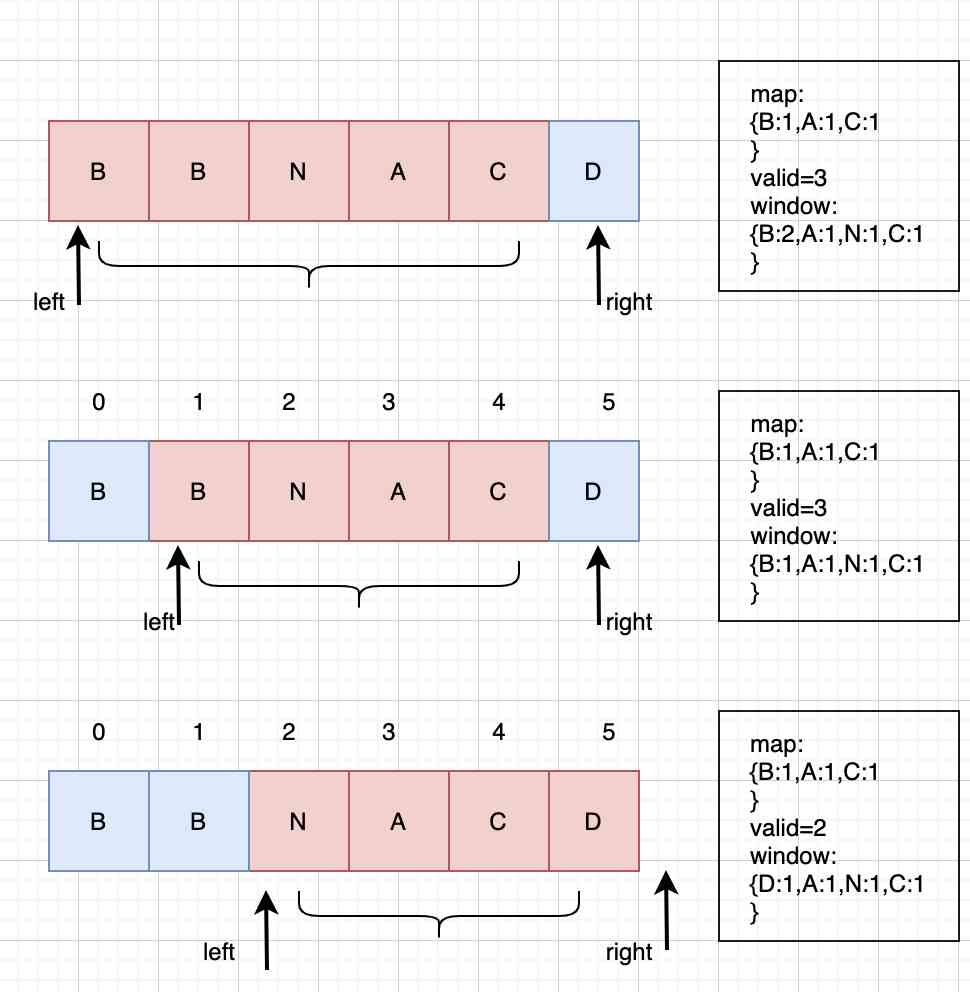 B B N A C D
left right
map:
{B:1,A:1,C:1
}
valid=3
window:
{B:2,A:1,N:1,C:1
}
0 1 2 3 4 5
B B N A C D
left right
map:
{B:1,A:1,C:1
}
valid=3
window:
{B:1,A:1,N:1,C:1
}
0 1 2 3 4 5
B B N A C D
left right
map:
{B:1,A:1,C:1
}
valid=2
window:
{D:1,A:1,N:1,C:1
}